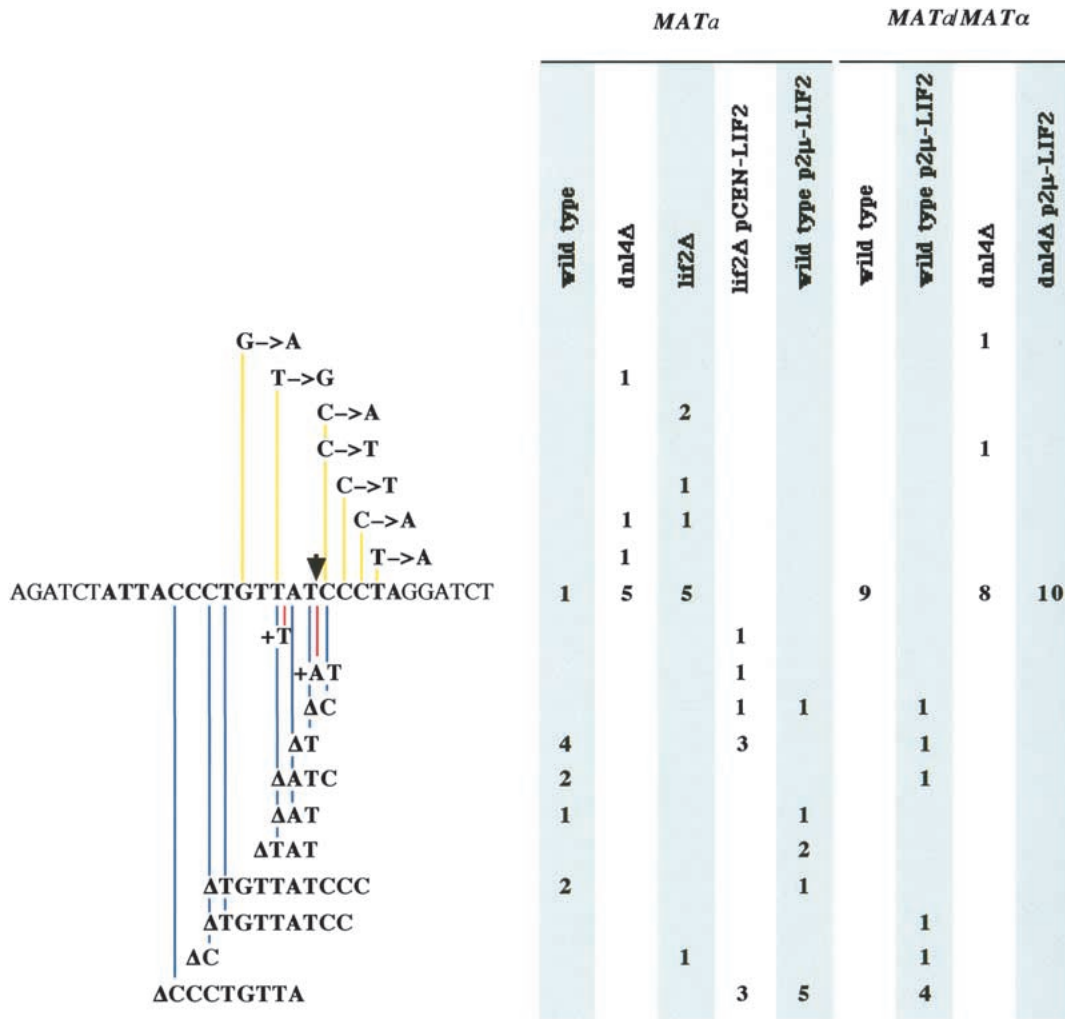 MATa MATa/MATα
wild type
dnl4Δ
lif2Δ
lif2Δ pCEN-LIF2
wild type p2μ-LIF2
wild type
wild type p2μ-LIF2
dnl4Δ
dnl4Δ p2μ-LIF2
G–>A 1
T–>G 1
C–>A 2
C–>T 1
C–>T 1
C–>A 1 1
T–>A 1
AGATCTATTACCCTGTTATCCCTAGGATCT 1 5 5 9 8 10
+T 1
+AT 1
ΔC 1 1 1
ΔT 4 3 1
ΔATC 2 1
ΔAT 1 1
ΔTAT 2
ΔTGTTATCCC 2 1
ΔTGTTATCC 1
ΔC 1 1
ΔCCCTGTTA 3 5 4